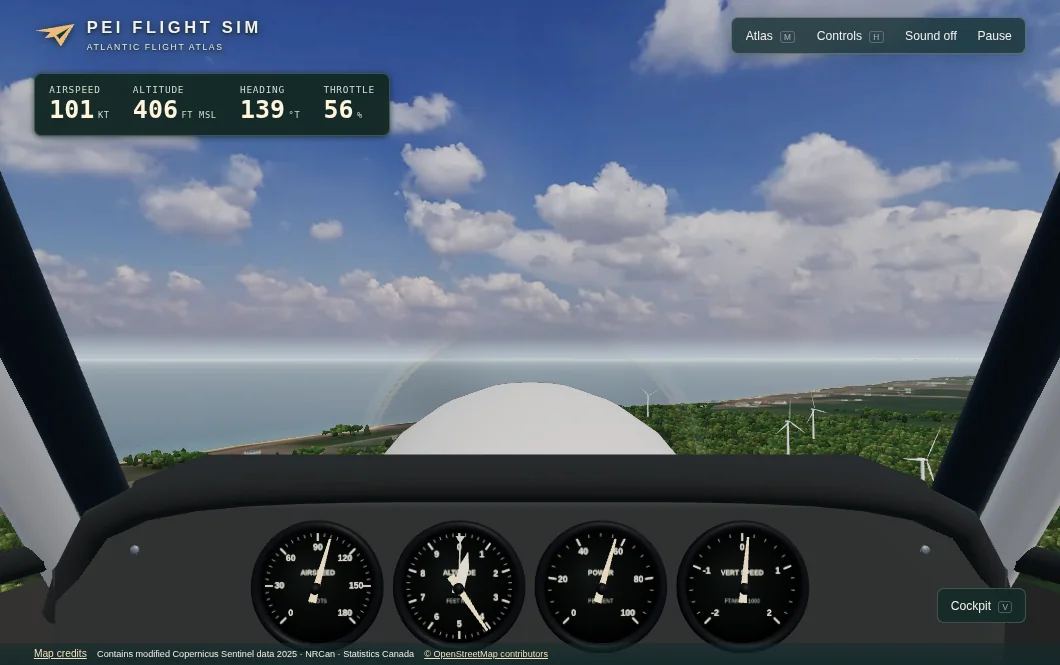 PEI FLIGHT SIM
ATLANTIC FLIGHT ATLAS
Atlas M Controls H Sound off Pause
AIRSPEED ALTITUDE HEADING THROTTLE
101 KT 406 FT MSL 139 °T 56 %
0 30 60 90 120 150 180
0 1 2 3 4 5 6 7 8 9
0 20 40 60 80 100
POWER
-2 -1 0 1 2
VERT SPEED
AIRSPEED
ALTITUDE
Cockpit V
Map credits Contains modified Copernicus Sentinel data 2025 · NRCan · Statistics Canada © OpenStreetMap contributors